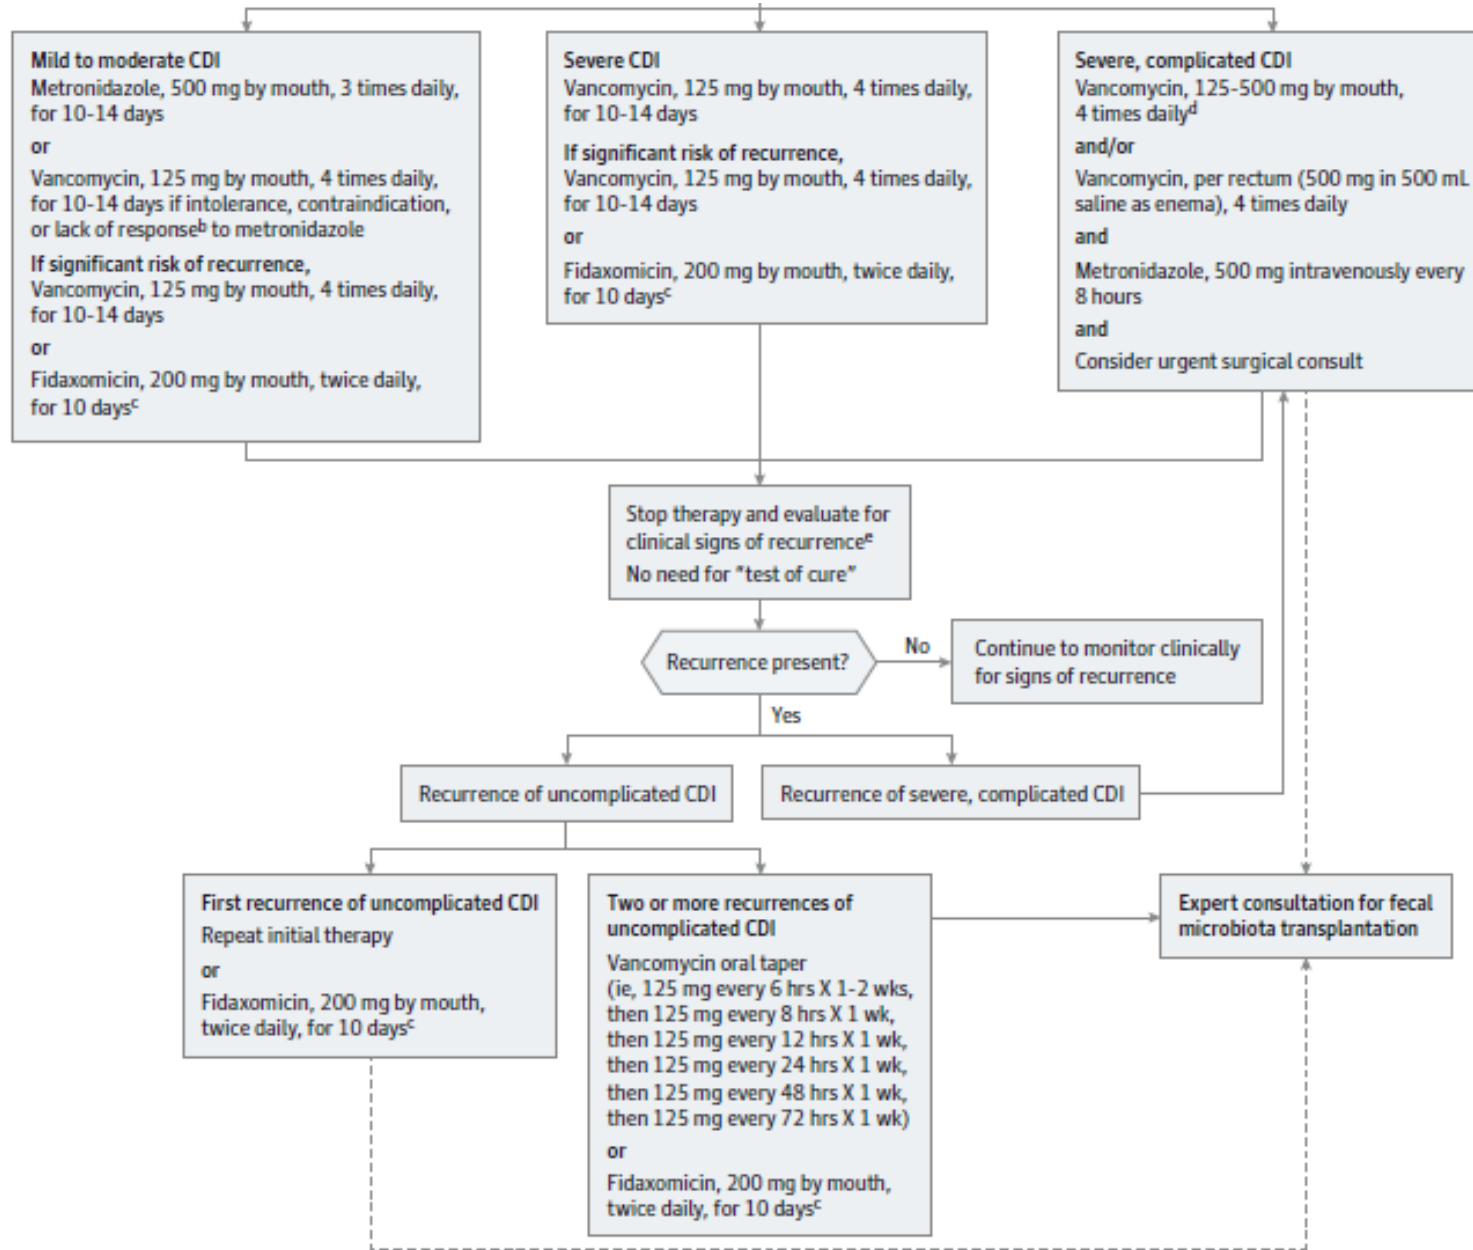 Mild to moderate CDI
Metronidazole, 500 mg by mouth, 3 times daily,
for 10-14 days
or
Vancomycin, 125 mg by mouth, 4 times daily,
for 10-14 days if intolerance, contraindication,
or lack of responseᵇ to metronidazole
If significant risk of recurrence,
Vancomycin, 125 mg by mouth, 4 times daily,
for 10-14 days
or
Fidaxomicin, 200 mg by mouth, twice daily,
for 10 daysᶜ
Severe CDI
Vancomycin, 125 mg by mouth, 4 times daily,
for 10-14 days
If significant risk of recurrence,
Vancomycin, 125 mg by mouth, 4 times daily,
for 10-14 days
or
Fidaxomicin, 200 mg by mouth, twice daily,
for 10 daysᶜ
Severe, complicated CDI
Vancomycin, 125-500 mg by mouth,
4 times dailyᵈ
and/or
Vancomycin, per rectum (500 mg in 500 mL
saline as enema), 4 times daily
and
Metronidazole, 500 mg intravenously every
8 hours
and
Consider urgent surgical consult
Stop therapy and evaluate for
clinical signs of recurrenceᵉ
No need for "test of cure"
Recurrence present?
No
Continue to monitor clinically
for signs of recurrence
Yes
Recurrence of uncomplicated CDI
Recurrence of severe, complicated CDI
First recurrence of uncomplicated CDI
Repeat initial therapy
or
Fidaxomicin, 200 mg by mouth,
twice daily, for 10 daysᶜ
Two or more recurrences of
uncomplicated CDI
Vancomycin oral taper
(ie, 125 mg every 6 hrs X 1-2 wks,
then 125 mg every 8 hrs X 1 wk,
then 125 mg every 12 hrs X 1 wk,
then 125 mg every 24 hrs X 1 wk,
then 125 mg every 48 hrs X 1 wk,
then 125 mg every 72 hrs X 1 wk)
or
Fidaxomicin, 200 mg by mouth,
twice daily, for 10 daysᶜ
Expert consultation for fecal
microbiota transplantation